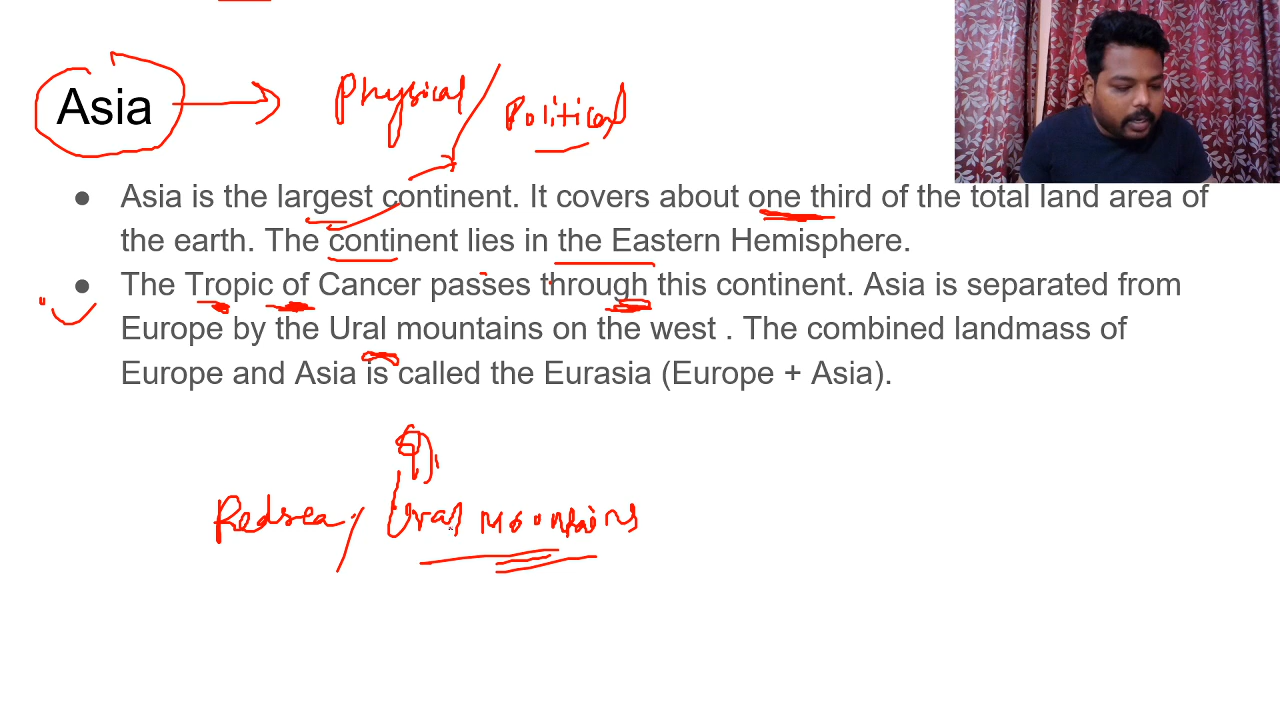 Asia
Physical / Political
● Asia is the largest continent. It covers about one third of the total land area of
the earth. The continent lies in the Eastern Hemisphere.
● The Tropic of Cancer passes through this continent. Asia is separated from
Europe by the Ural mountains on the west . The combined landmass of
Europe and Asia is called the Eurasia (Europe + Asia).
Redsea / Ural Mountains